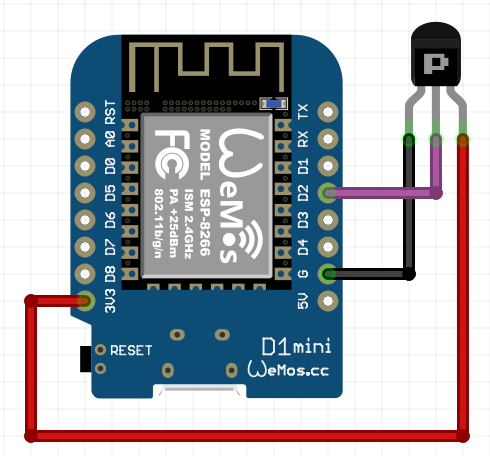 P
RST
A0
D0
D5
D6
D7
D8
3V3
TX
RX
D1
D2
D3
D4
G
5V
WeMos
MODEL ESP-8266
ISM 2.4GHz
PA +25dBm
802.11b/g/n
FC
RESET
D1mini
WeMos.cc